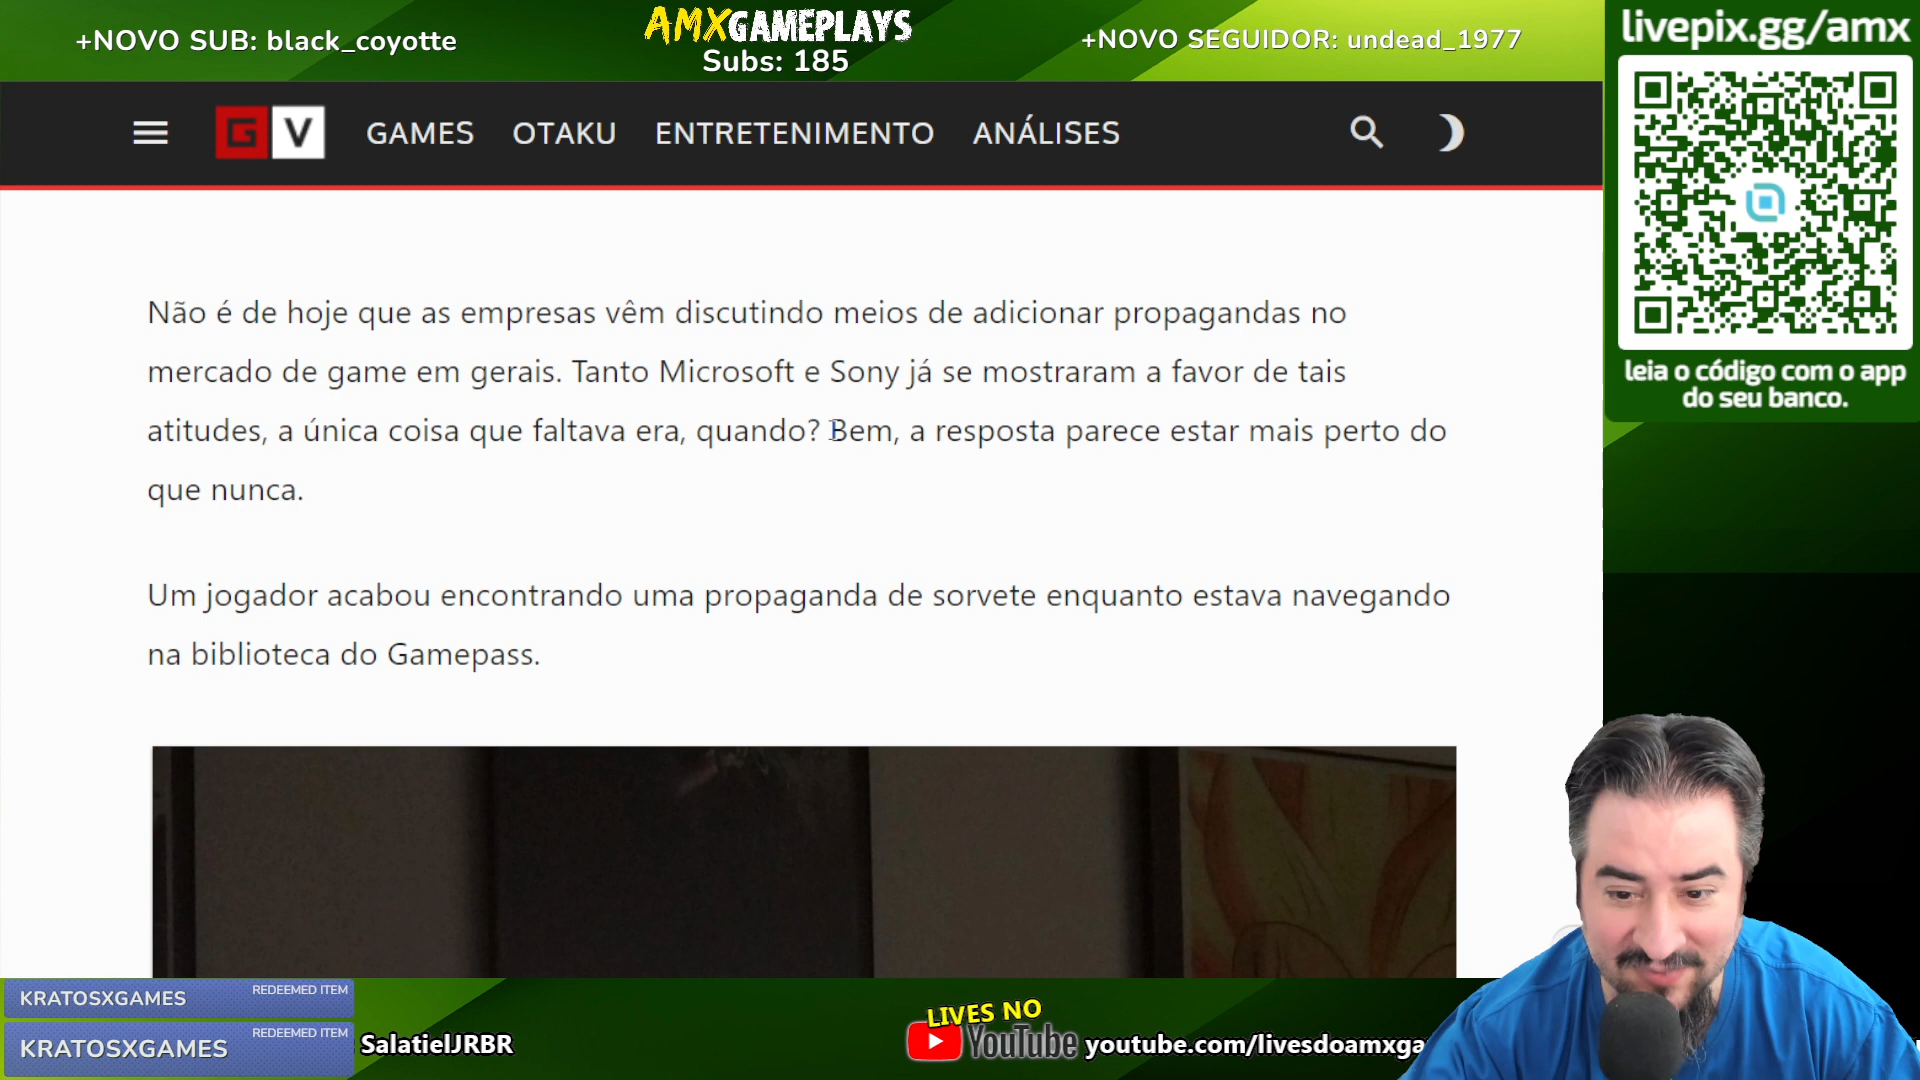 +NOVO SUB: black_coyotte
AMXGAMEPLAYS
Subs: 185
+NOVO SEGUIDOR: undead_1977
livepix.gg/amx
G V GAMES OTAKU ENTRETENIMENTO ANÁLISES
leia o código com o app
do seu banco.
Não é de hoje que as empresas vêm discutindo meios de adicionar propagandas no
mercado de game em gerais. Tanto Microsoft e Sony já se mostraram a favor de tais
atitudes, a única coisa que faltava era, quando? Bem, a resposta parece estar mais perto do
que nunca.
Um jogador acabou encontrando uma propaganda de sorvete enquanto estava navegando
na biblioteca do Gamepass.
KRATOSXGAMES REDEEMED ITEM
KRATOSXGAMES REDEEMED ITEM
SalatielJRBR
LIVES NO
YouTube
youtube.com/livesdoamxga